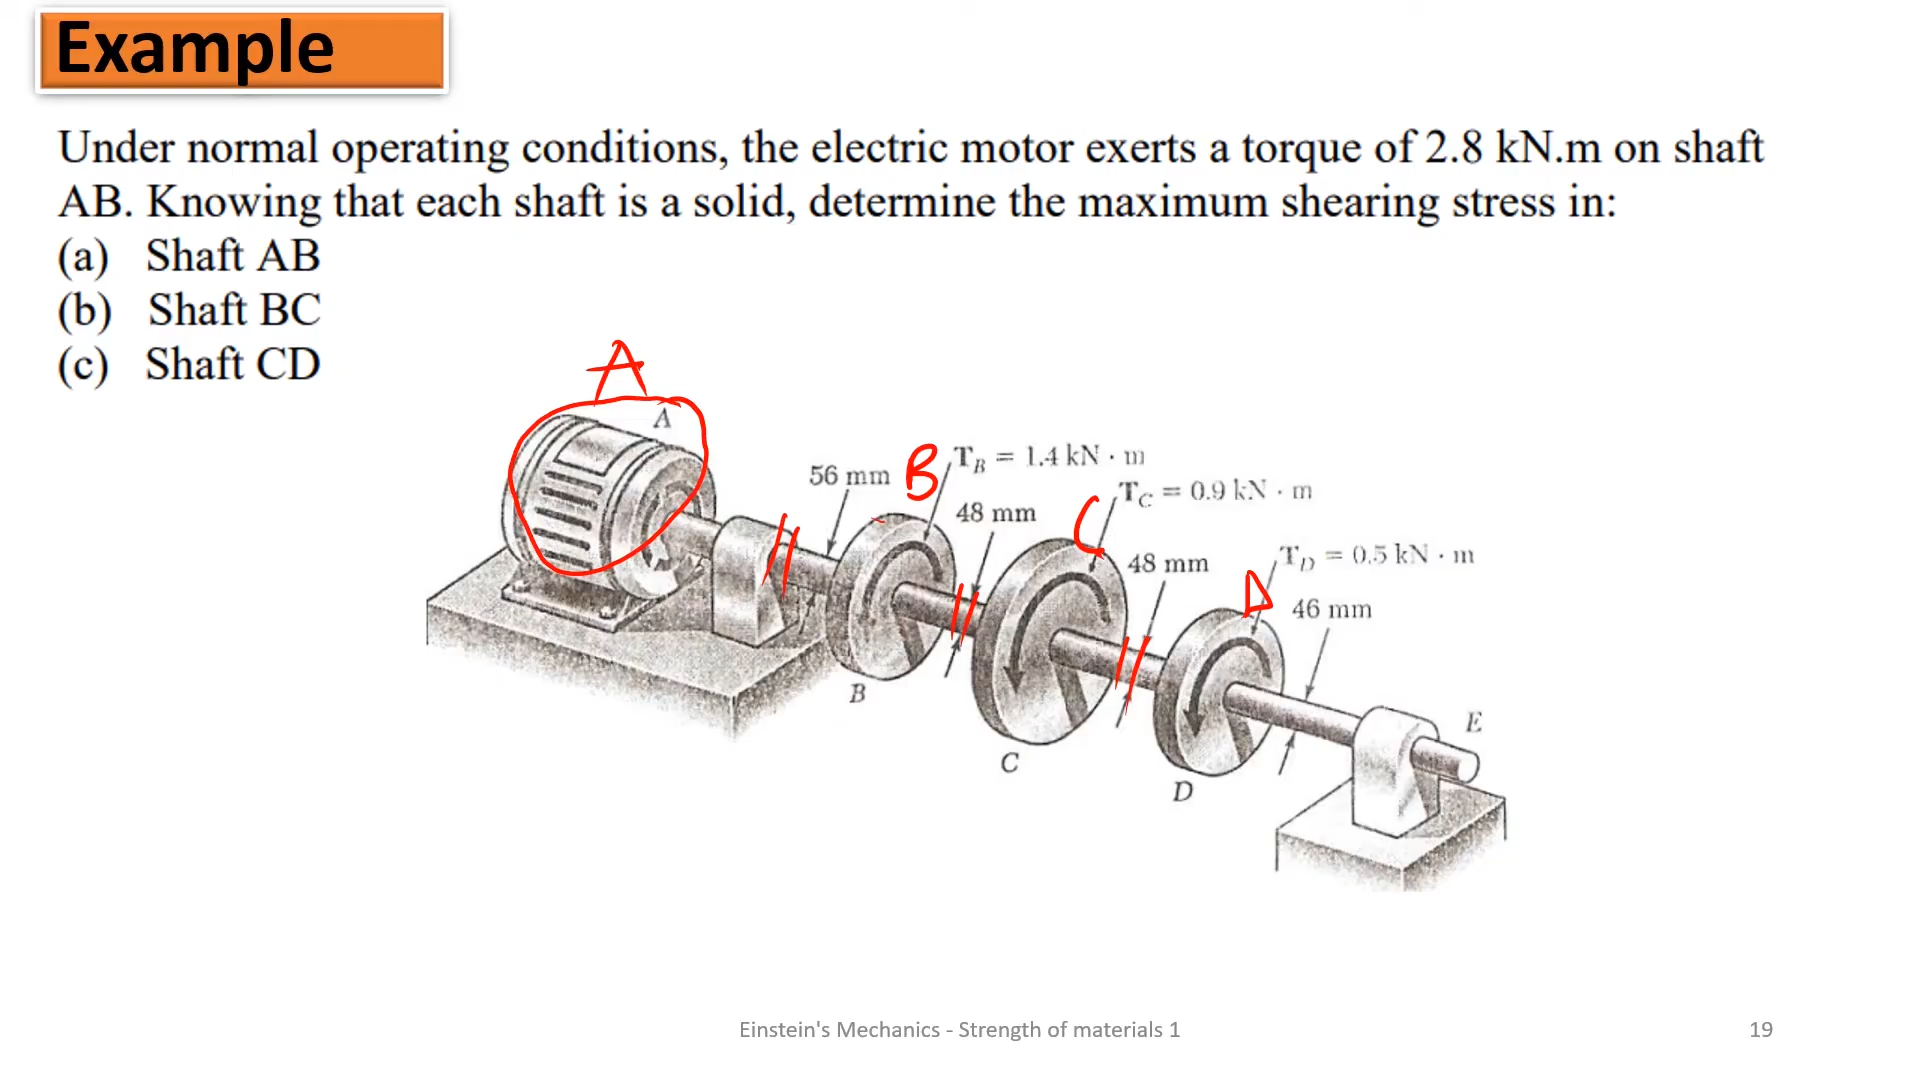 Example
Under normal operating conditions, the electric motor exerts a torque of 2.8 kN.m on shaft
AB. Knowing that each shaft is a solid, determine the maximum shearing stress in:
(a) Shaft AB
(b) Shaft BC
(c) Shaft CD
A
A
56 mm
B
T_B = 1.4 kN · m
48 mm
C
T_C = 0.9 kN · m
48 mm
D
T_D = 0.5 kN · m
46 mm
B
C
D
E
Einstein's Mechanics - Strength of materials 1
19